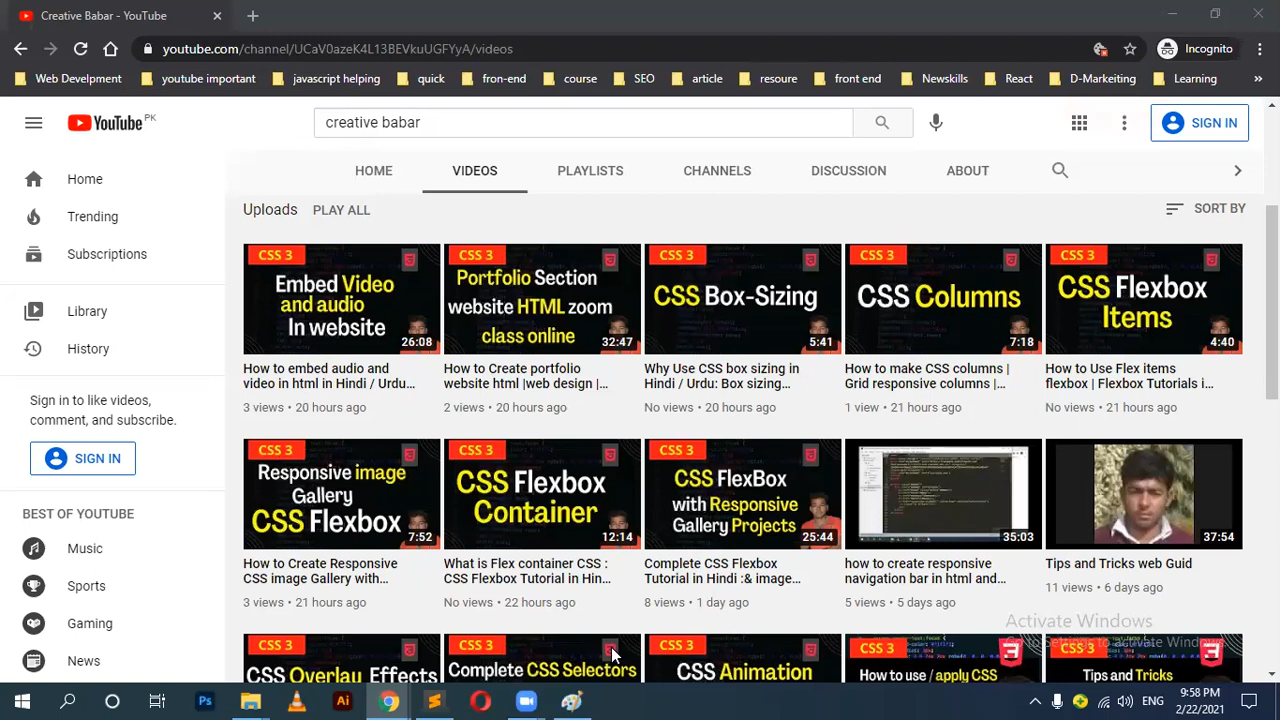 Creative Babar - YouTube
youtube.com/channel/UCaV0azeK4L13BEVkuUGFYyA/videos
Incognito
Web Develpment
youtube important
javascript helping
quick
fron-end
course
SEO
article
resoure
front end
Newskills
React
D-Markeiting
Learning
YouTube PK
creative babar
SIGN IN
HOME
VIDEOS
PLAYLISTS
CHANNELS
DISCUSSION
ABOUT
Home
Trending
Subscriptions
Library
History
Sign in to like videos,
comment, and subscribe.
SIGN IN
BEST OF YOUTUBE
Music
Sports
Gaming
News
Uploads
PLAY ALL
SORT BY
CSS 3
Embed Video
and audio
In website
26:08
How to embed audio and
video in html in Hindi / Urdu...
3 views • 20 hours ago
CSS 3
Portfolio Section
website HTML zoom
class online
32:47
How to Create portfolio
website html |web design |...
2 views • 20 hours ago
CSS 3
CSS Box-Sizing
5:41
Why Use CSS box sizing in
Hindi / Urdu: Box sizing...
No views • 20 hours ago
CSS 3
CSS Columns
7:18
How to make CSS columns |
Grid responsive columns |...
1 view • 21 hours ago
CSS 3
CSS Flexbox
Items
4:40
How to Use Flex items
flexbox | Flexbox Tutorials i...
No views • 21 hours ago
CSS 3
Responsive image
Gallery
CSS Flexbox
7:52
How to Create Responsive
CSS image Gallery with...
3 views • 21 hours ago
CSS 3
CSS Flexbox
Container
12:14
What is Flex container CSS :
CSS Flexbox Tutorial in Hin...
No views • 22 hours ago
CSS 3
CSS FlexBox
with Responsive
Gallery Projects
25:44
Complete CSS Flexbox
Tutorial in Hindi :& image...
8 views • 1 day ago
35:03
how to create responsive
navigation bar in html and...
5 views • 5 days ago
37:54
Tips and Tricks web Guid
11 views • 6 days ago
CSS 3
CSS Overlay Effects
CSS 3
Complete CSS Selectors
CSS 3
CSS Animation
CSS 3
How to use / apply CSS
CSS 3
Tips and Tricks
Activate Windows
Go to Settings to activate Windows.
ENG
9:58 PM
2/22/2021